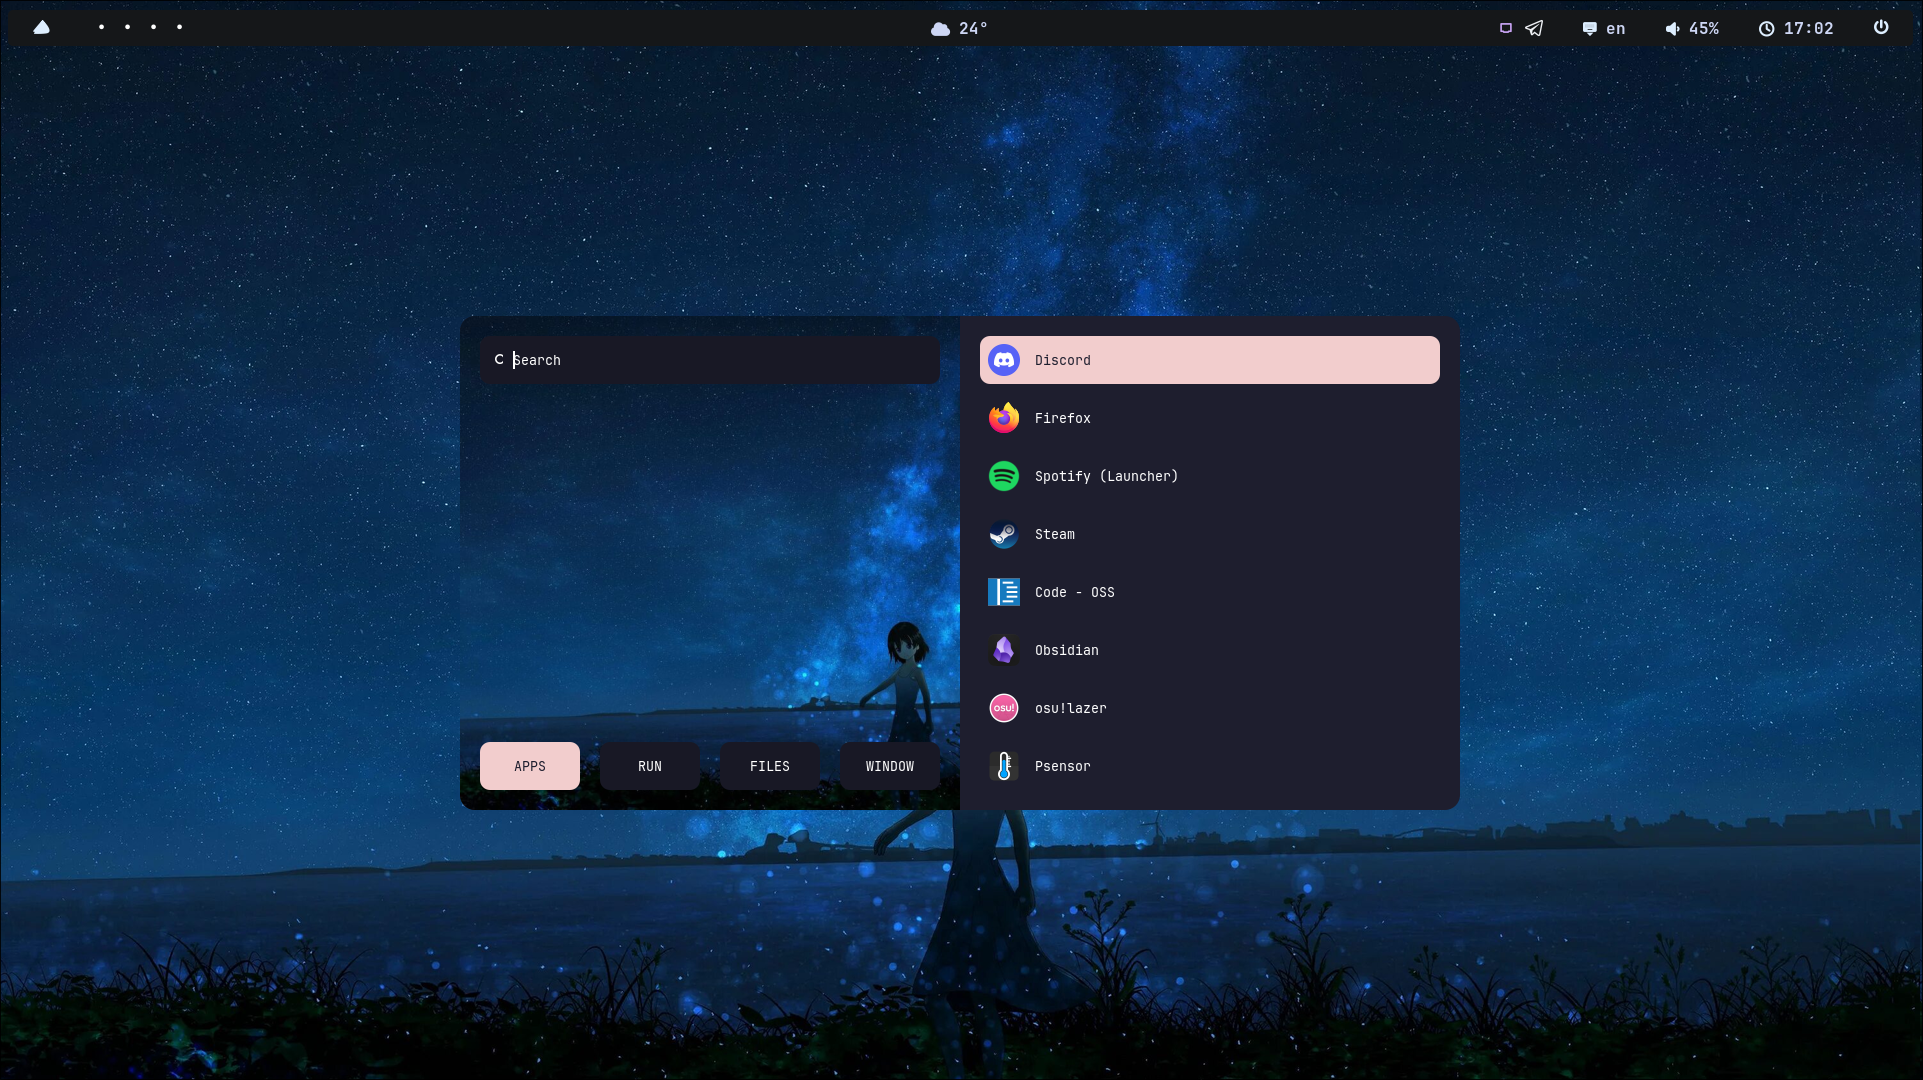 24°
en
45%
17:02
Search
Discord
Firefox
Spotify (Launcher)
Steam
Code - OSS
Obsidian
osu!
osu!lazer
Psensor
APPS
RUN
FILES
WINDOW